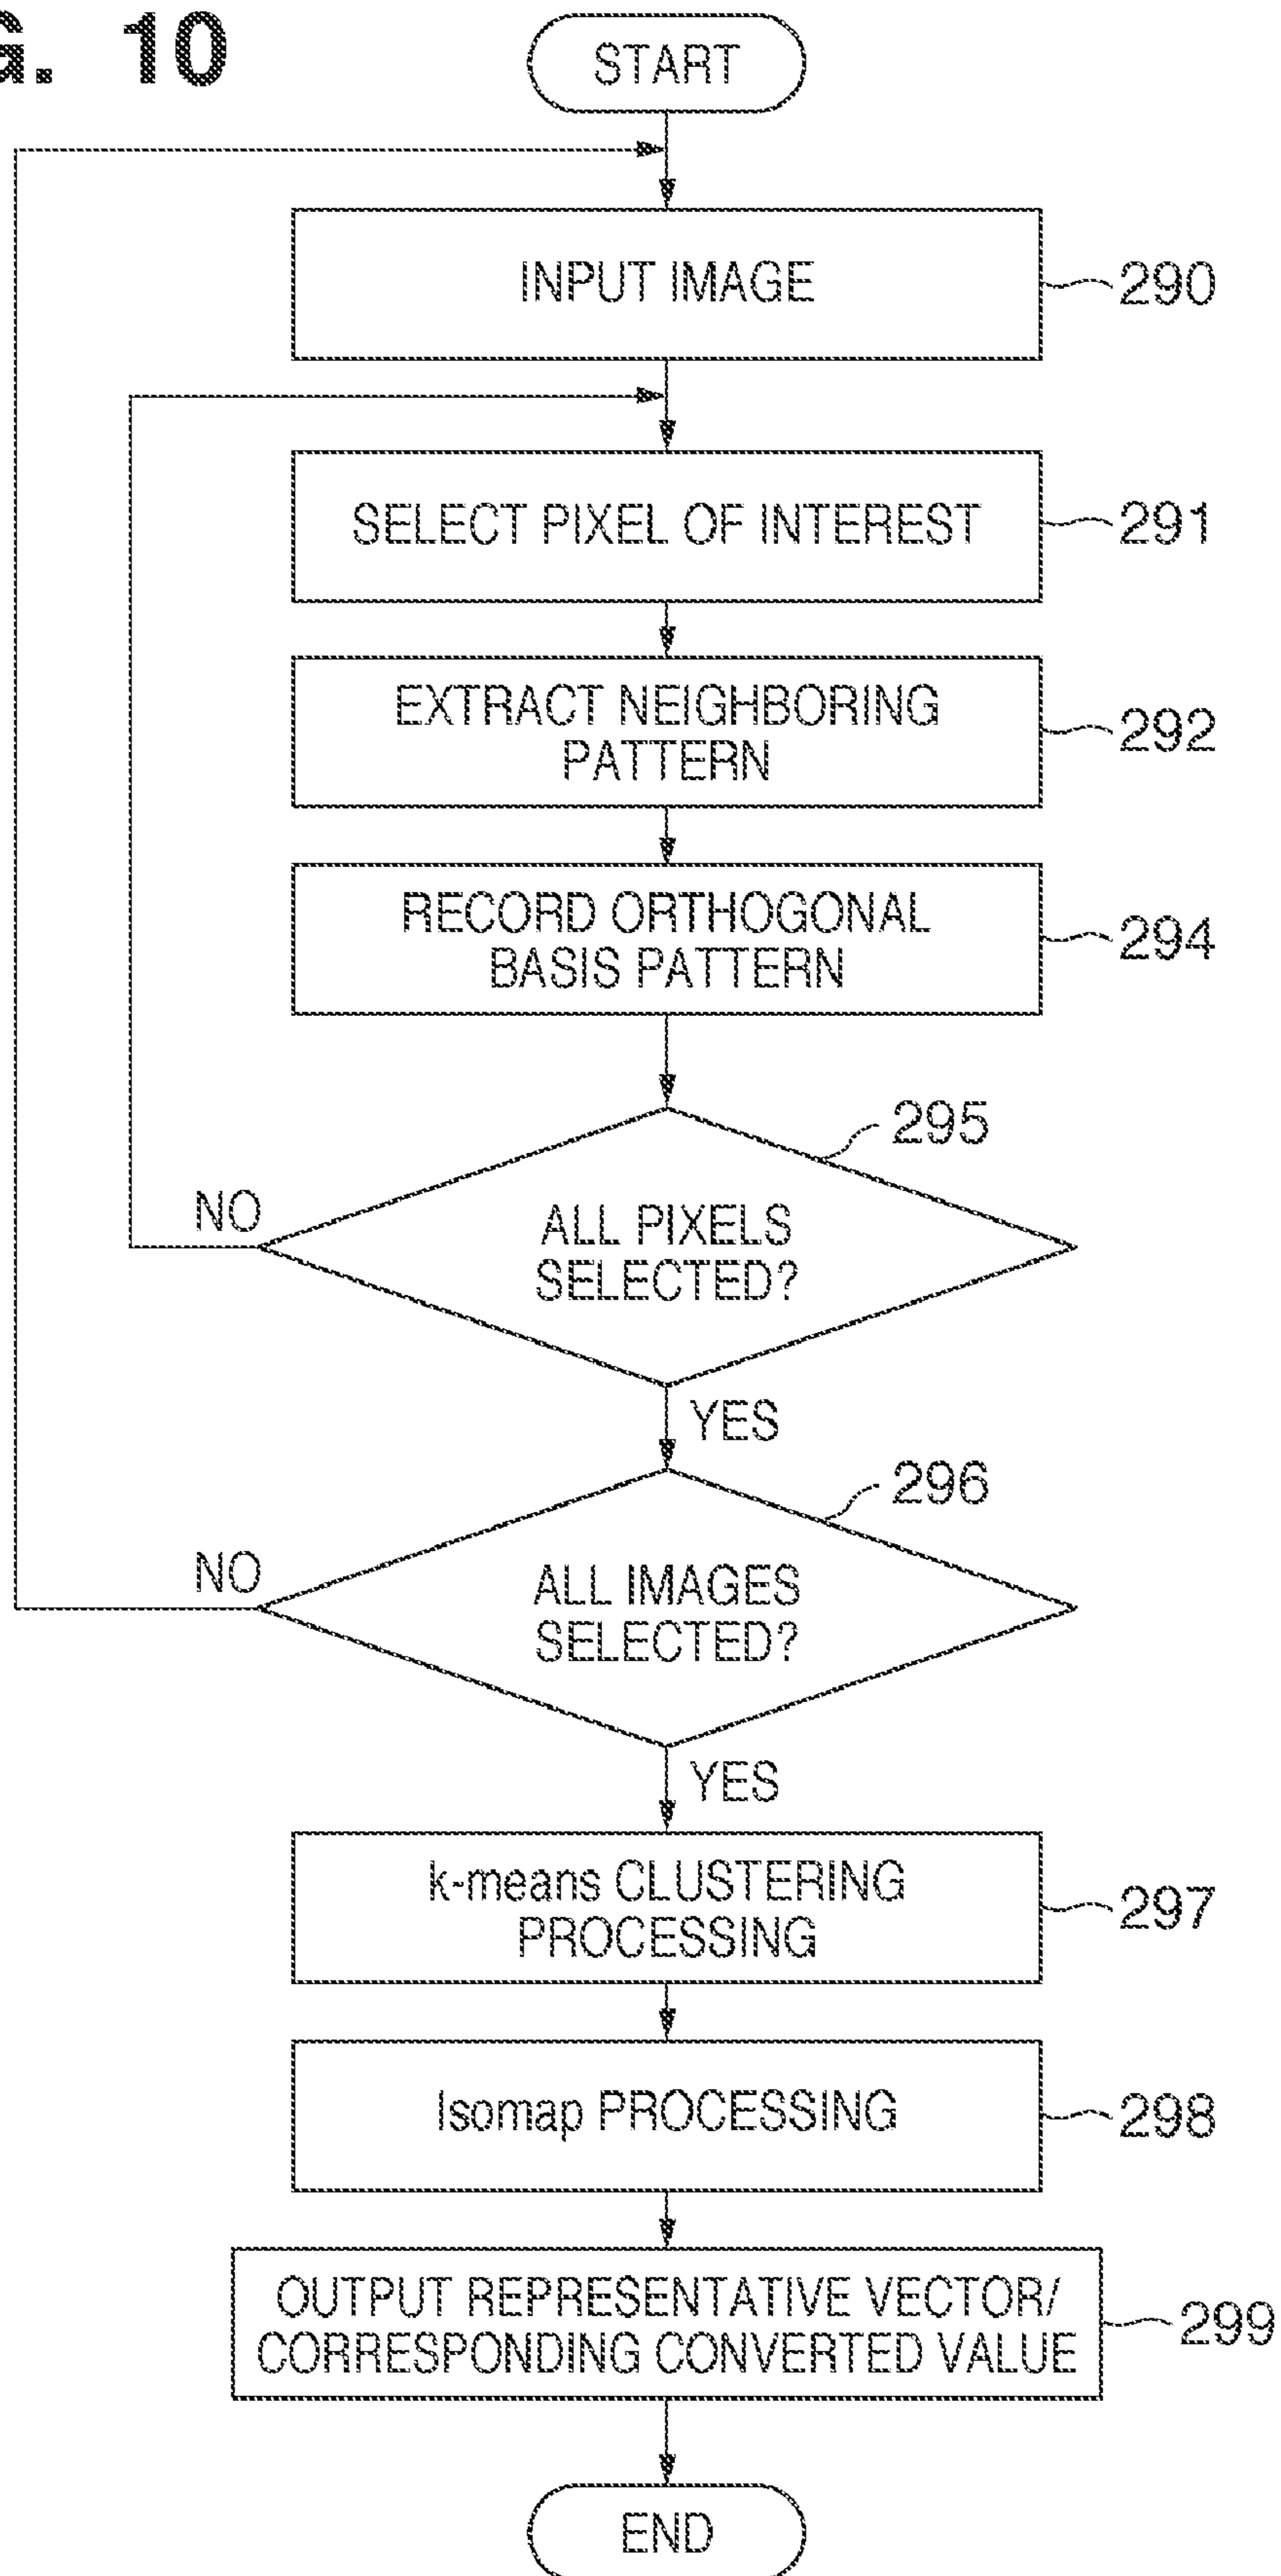 G. 10
START
INPUT IMAGE
290
SELECT PIXEL OF INTEREST
291
EXTRACT NEIGHBORING
PATTERN
292
RECORD ORTHOGONAL
BASIS PATTERN
294
295
NO
ALL PIXELS
SELECTED?
YES
296
NO
ALL IMAGES
SELECTED?
YES
k-means CLUSTERING
PROCESSING
297
Isomap PROCESSING
298
OUTPUT REPRESENTATIVE VECTOR/
CORRESPONDING CONVERTED VALUE
299
END